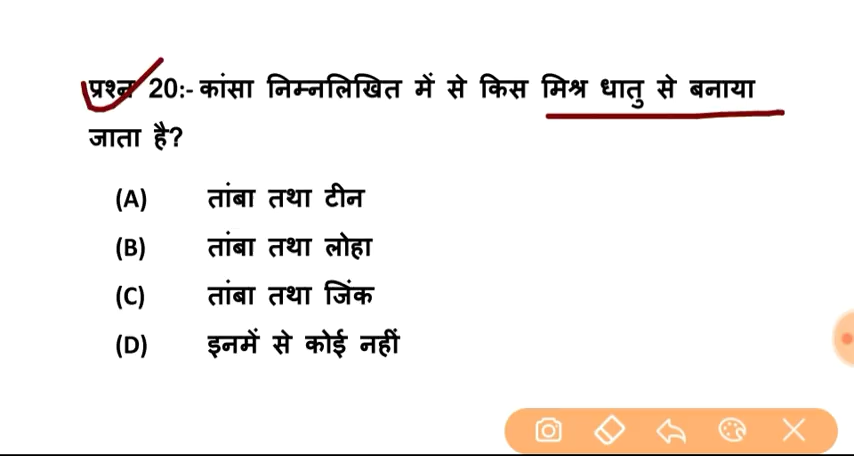 प्रश्न 20:- कांसा निम्नलिखित में से किस मिश्र धातु से बनाया
जाता है?
(A) तांबा तथा टीन
(B) तांबा तथा लोहा
(C) तांबा तथा जिंक
(D) इनमें से कोई नहीं